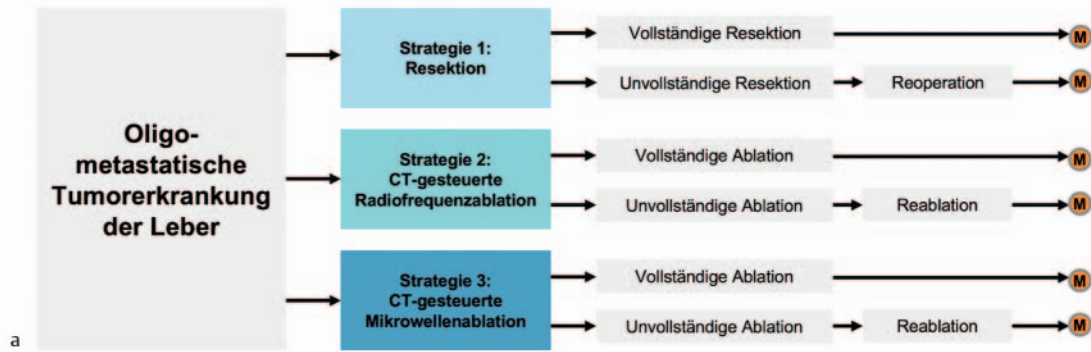 Oligo-
metastatische
Tumorerkrankung
der Leber
Strategie 1:
Resektion
Vollständige Resektion
M
Unvollständige Resektion
Reoperation
M
Strategie 2:
CT-gesteuerte
Radiofrequenzablation
Vollständige Ablation
M
Unvollständige Ablation
Reablation
M
Strategie 3:
CT-gesteuerte
Mikrowellenablation
Vollständige Ablation
M
Unvollständige Ablation
Reablation
M
a